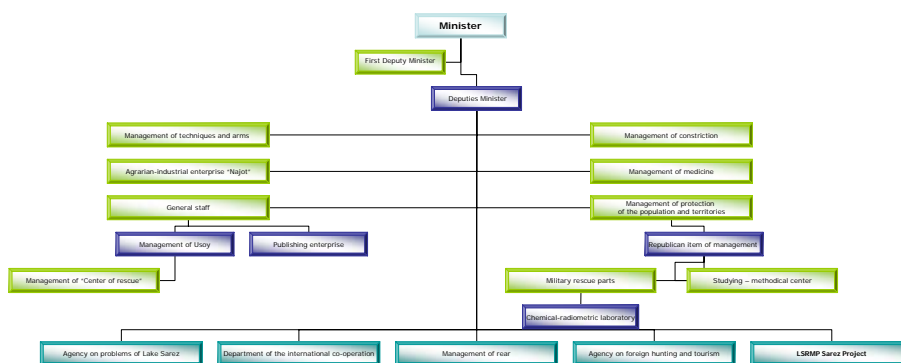 Minister
First Deputy Minister
Deputies Minister
Management of techniques and arms
Management of constriction
Agrarian-industrial enterprise "Najot"
Management of medicine
General staff
Management of protection
of the population and territories
Management of Usoy
Publishing enterprise
Republican item of management
Management of "Center of rescue"
Military rescue parts
Studying – methodical center
Chemical-radiometric laboratory
Agency on problems of Lake Sarez
Department of the international co-operation
Management of rear
Agency on foreign hunting and tourism
LSRMP Sarez Project